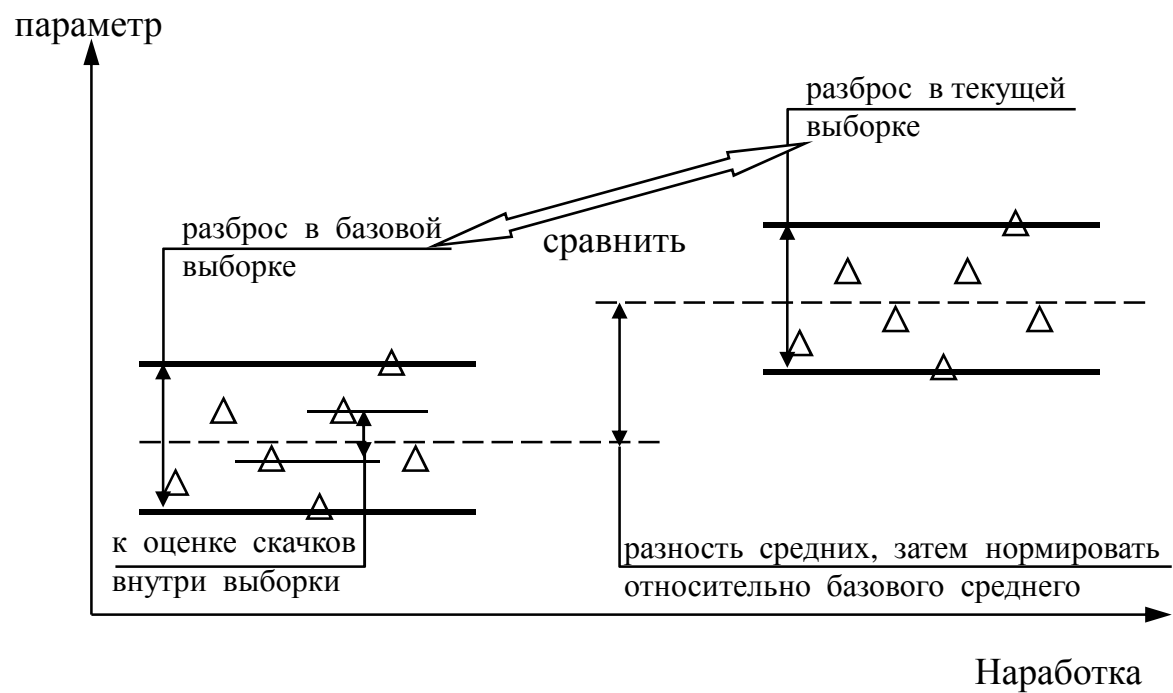 параметр
разброс в текущей
выборке
разброс в базовой
выборке
сравнить
к оценке скачков
внутри выборки
разность средних, затем нормировать
относительно базового среднего
Наработка